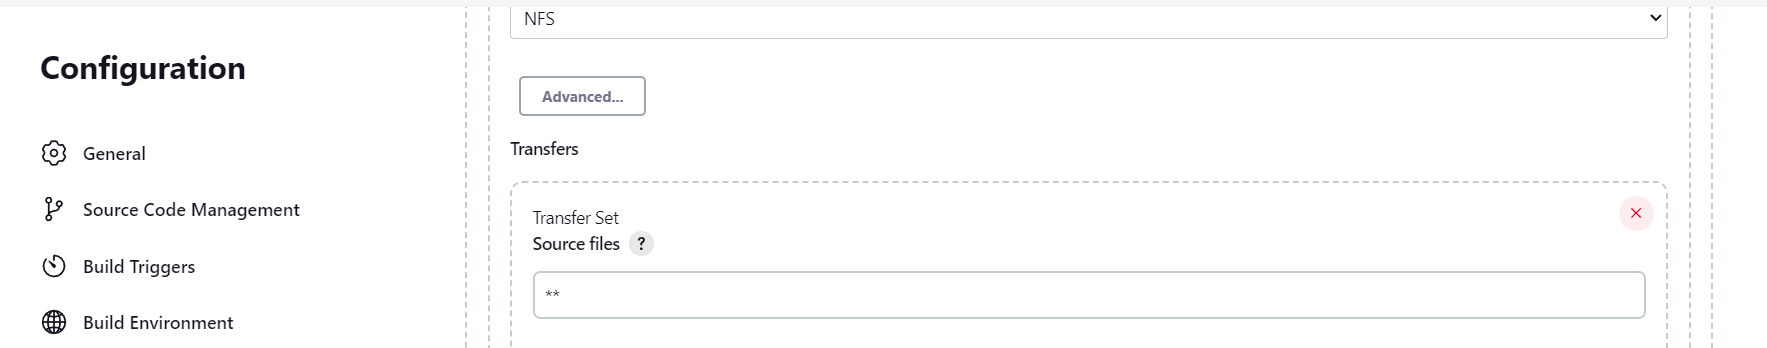 NFS
Configuration
Advanced...
Transfers
General
Source Code Management
Build Triggers
Build Environment
Transfer Set
Source files ?
**